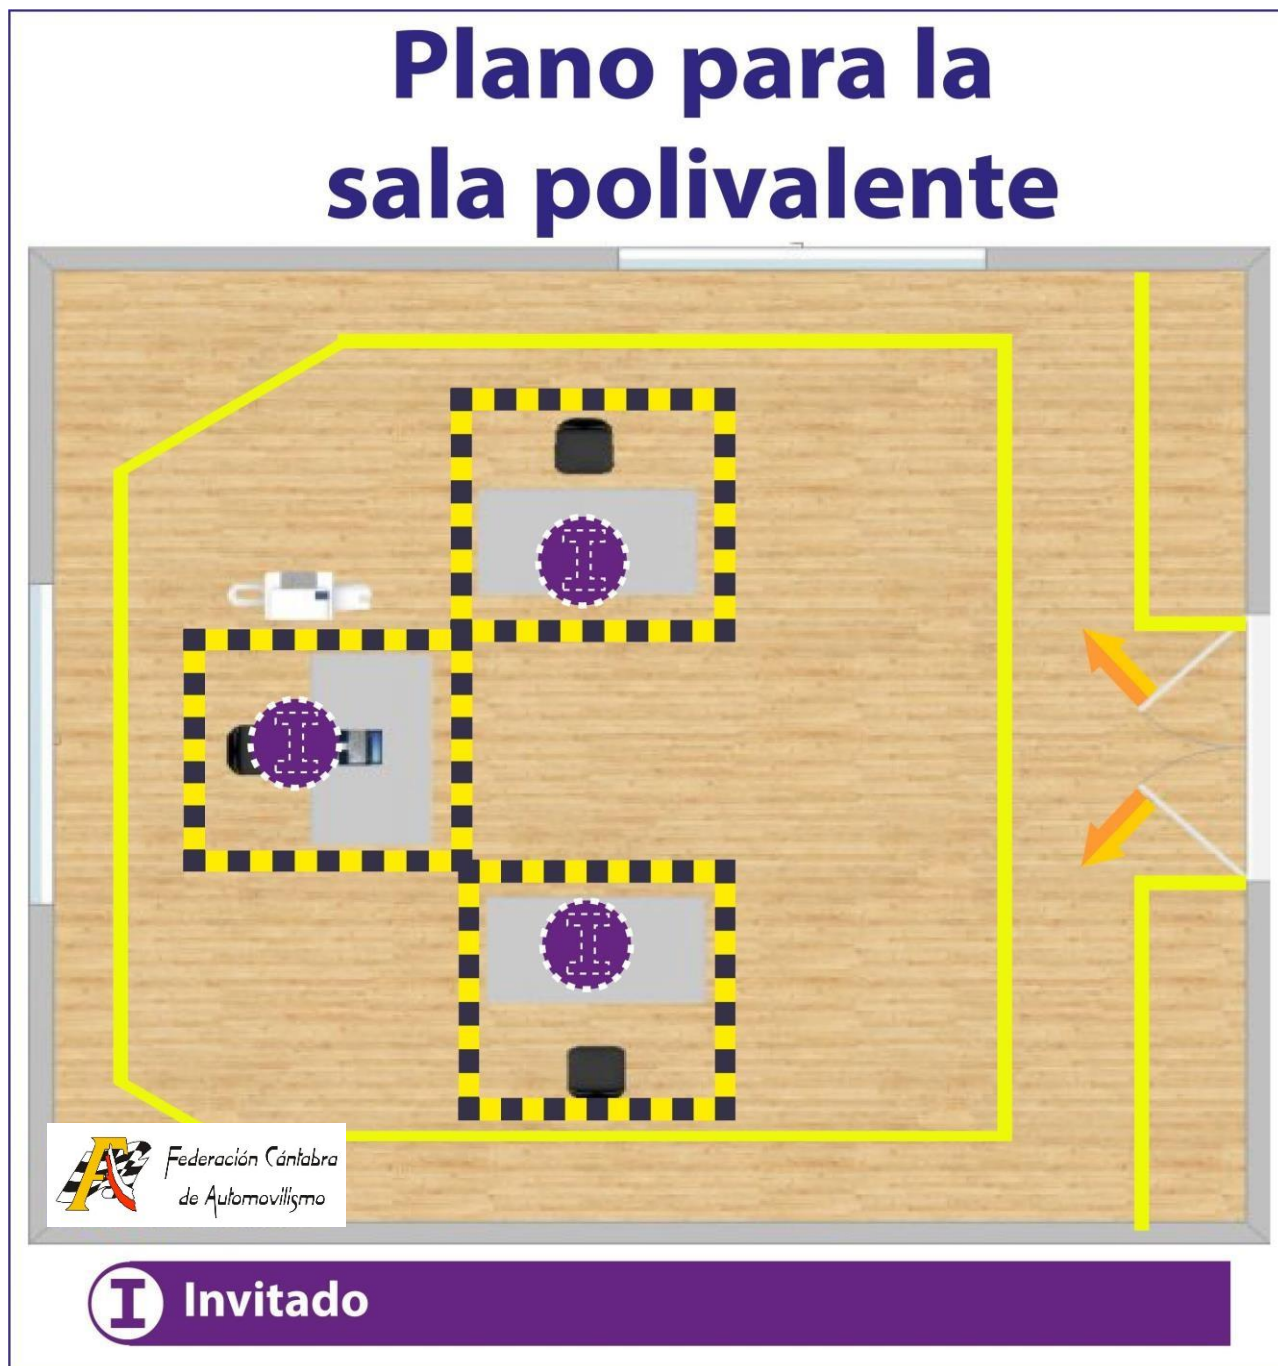 Plano para la
sala polivalente
I
I
I
Federación Cántabra
de Automovilismo
I Invitado